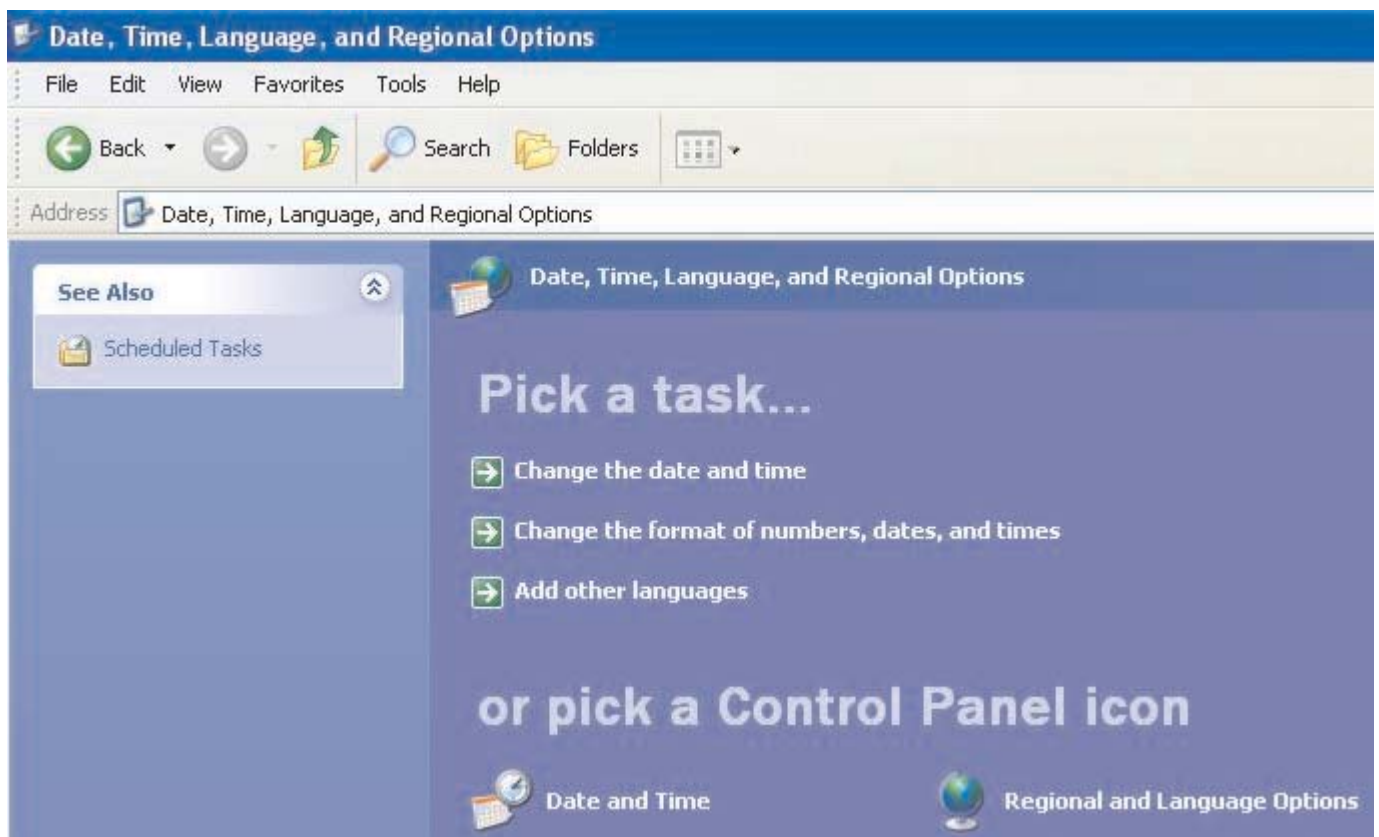 Date, Time, Language, and Regional Options
File Edit View Favorites Tools Help
Back Search Folders
Address Date, Time, Language, and Regional Options
See Also
Scheduled Tasks
Date, Time, Language, and Regional Options
Pick a task...
Change the date and time
Change the format of numbers, dates, and times
Add other languages
or pick a Control Panel icon
Date and Time Regional and Language Options